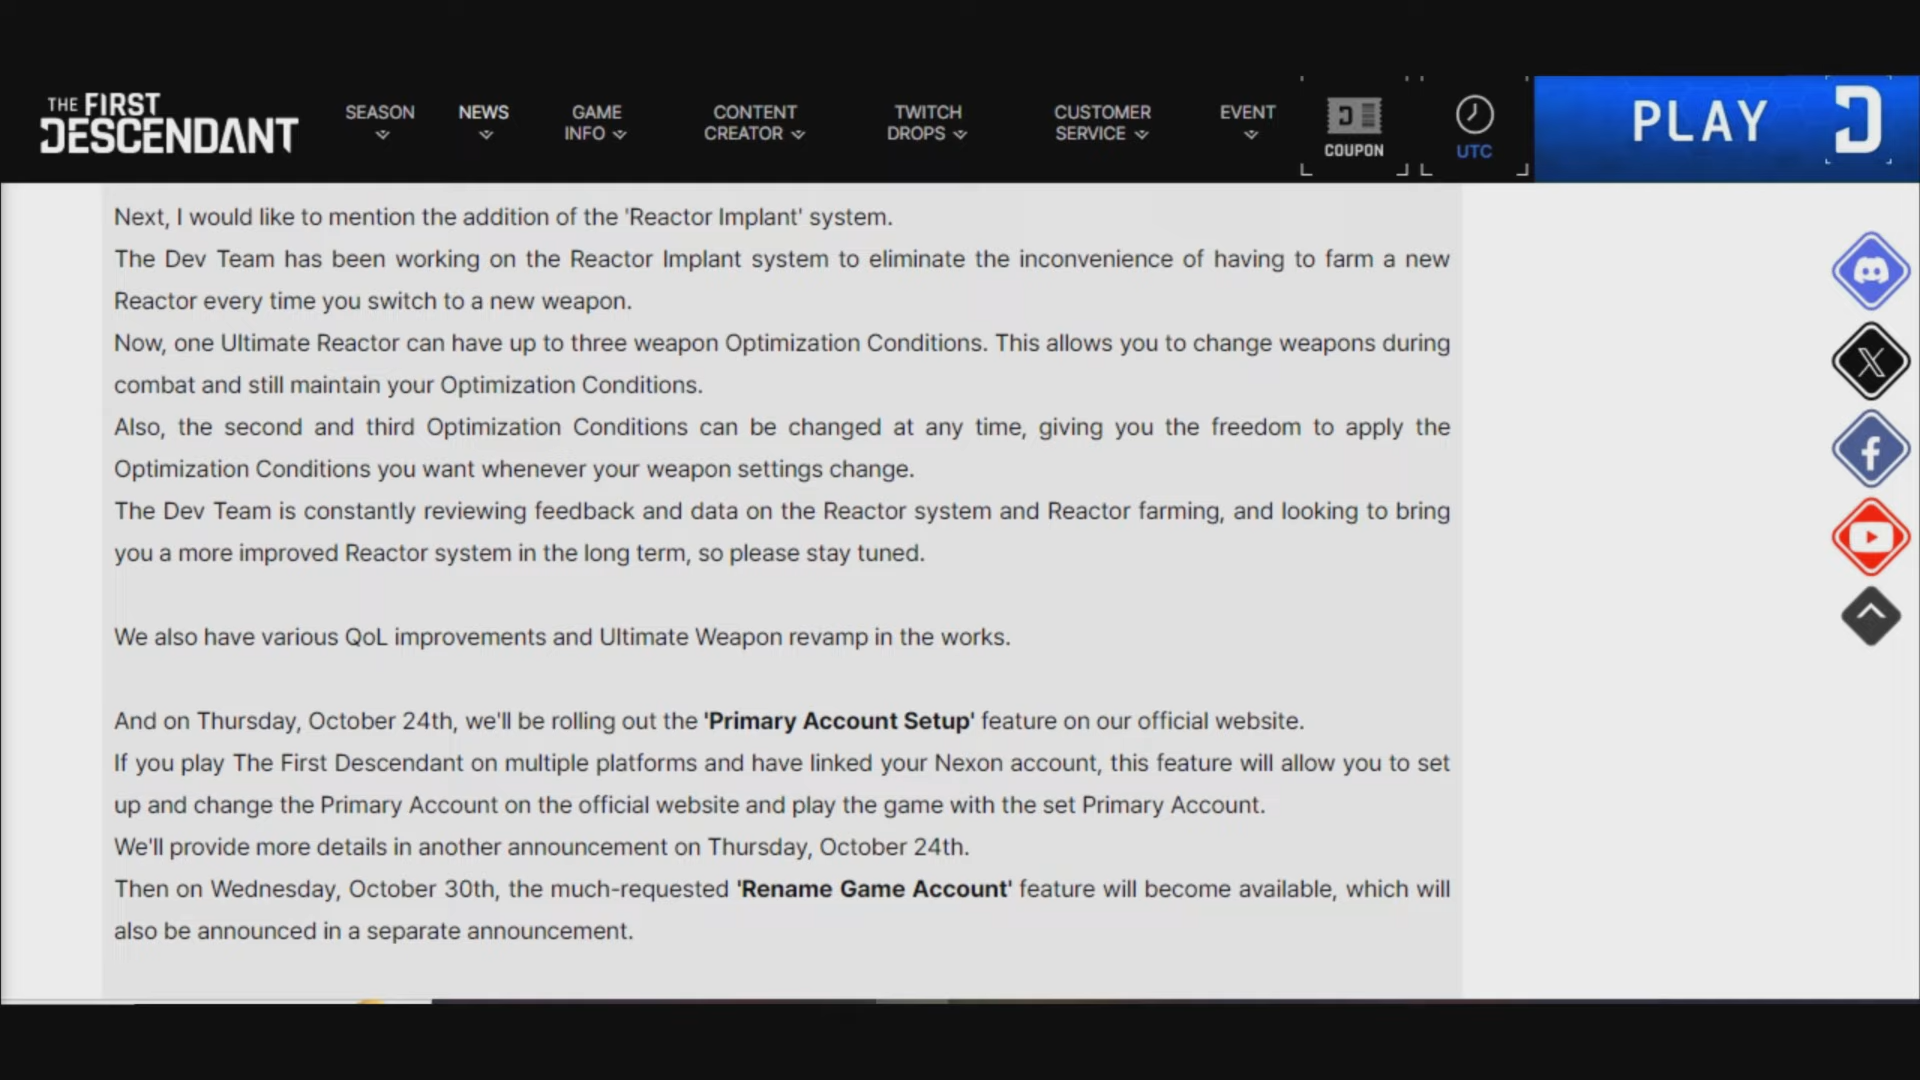 THE FIRST
DESCENDANT
SEASON
NEWS
GAME
INFO
CONTENT
CREATOR
TWITCH
DROPS
CUSTOMER
SERVICE
EVENT
COUPON
UTC
PLAY
Next, I would like to mention the addition of the 'Reactor Implant' system.
The Dev Team has been working on the Reactor Implant system to eliminate the inconvenience of having to farm a new
Reactor every time you switch to a new weapon.
Now, one Ultimate Reactor can have up to three weapon Optimization Conditions. This allows you to change weapons during
combat and still maintain your Optimization Conditions.
Also, the second and third Optimization Conditions can be changed at any time, giving you the freedom to apply the
Optimization Conditions you want whenever your weapon settings change.
The Dev Team is constantly reviewing feedback and data on the Reactor system and Reactor farming, and looking to bring
you a more improved Reactor system in the long term, so please stay tuned.
We also have various QoL improvements and Ultimate Weapon revamp in the works.
And on Thursday, October 24th, we'll be rolling out the 'Primary Account Setup' feature on our official website.
If you play The First Descendant on multiple platforms and have linked your Nexon account, this feature will allow you to set
up and change the Primary Account on the official website and play the game with the set Primary Account.
We'll provide more details in another announcement on Thursday, October 24th.
Then on Wednesday, October 30th, the much-requested 'Rename Game Account' feature will become available, which will
also be announced in a separate announcement.